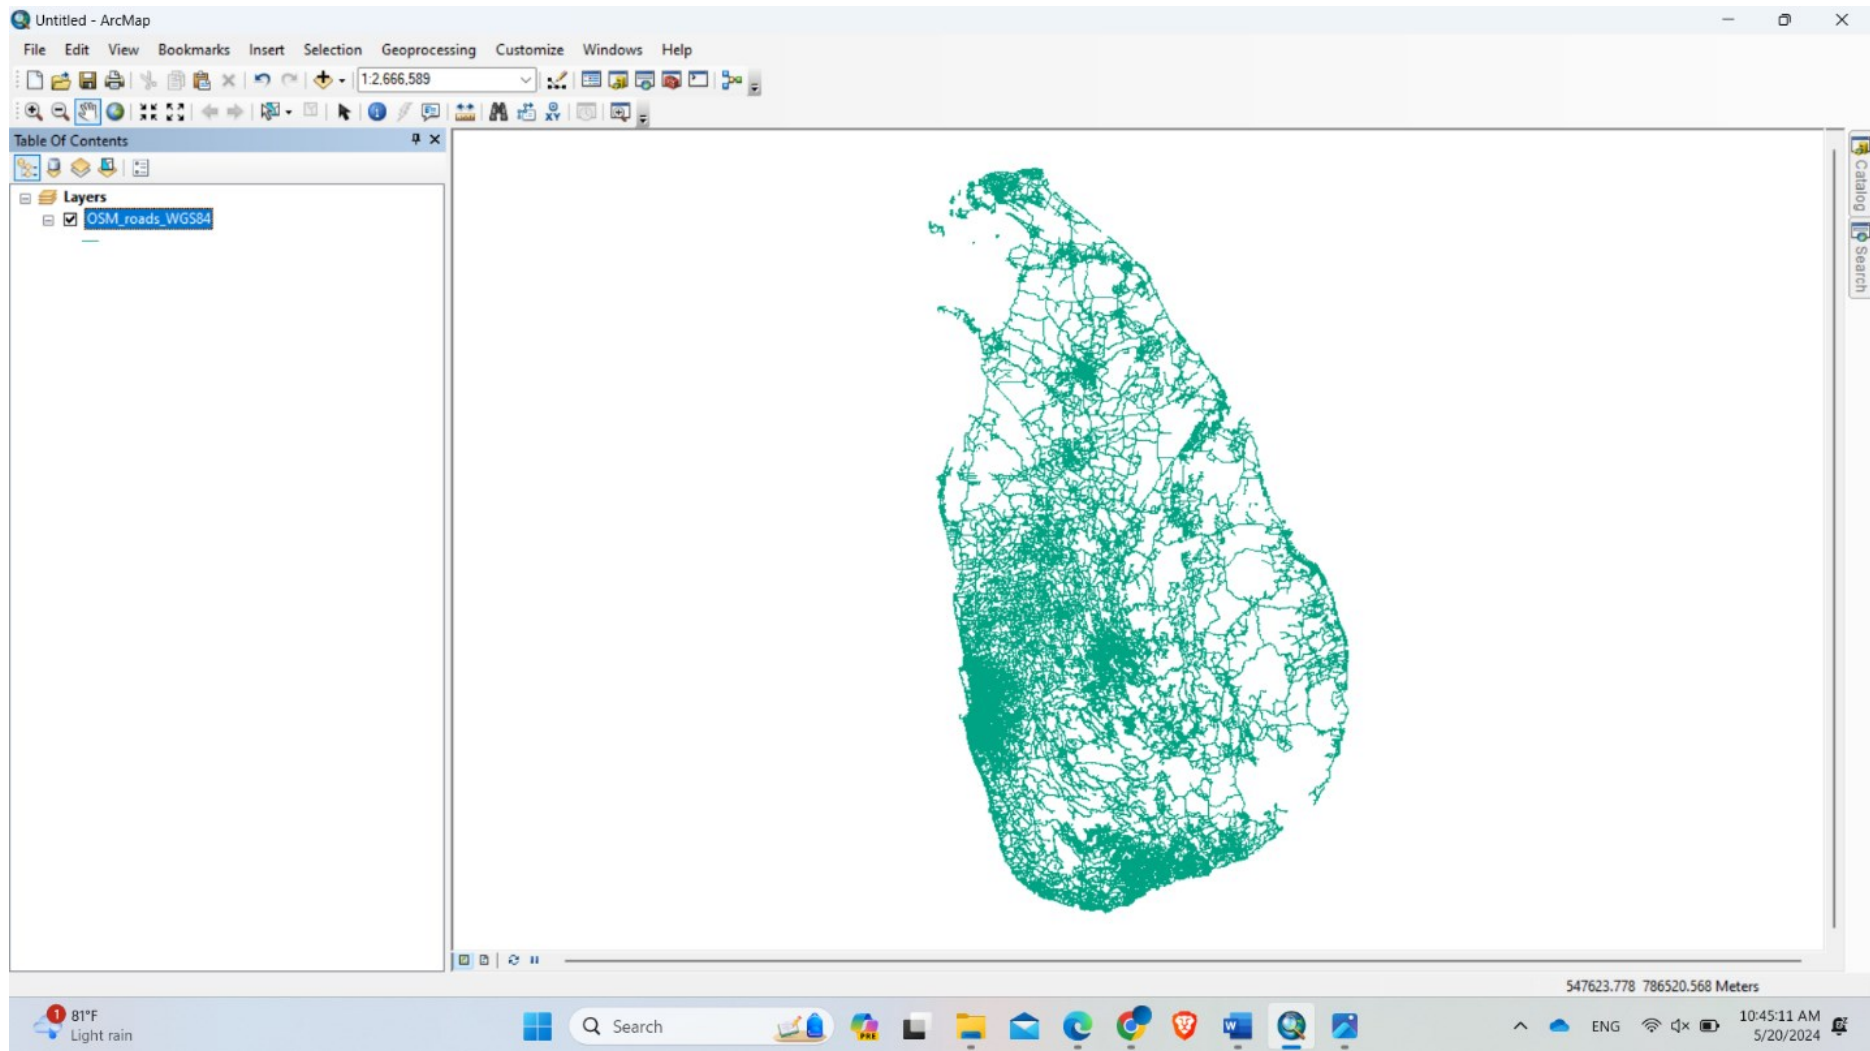 Untitled - ArcMap
File Edit View Bookmarks Insert Selection Geoprocessing Customize Windows Help
1:2,666,589
Table Of Contents
Layers
OSM_roads_WGS84
Catalog
Search
547623.778 786520.568 Meters
1
81°F
Light rain
Search
PRE
ENG
10:45:11 AM
5/20/2024